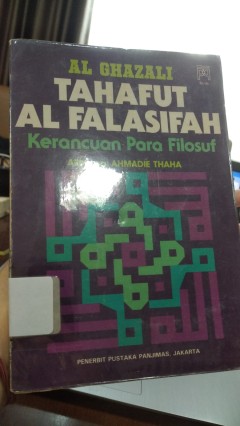 AL GHAZALI
TAHAFUT
AL FALASIFAH
Kerancuan Para Filosuf
AHMADIE THAHA
PENERBIT PUSTAKA PANJIMAS, JAKARTA